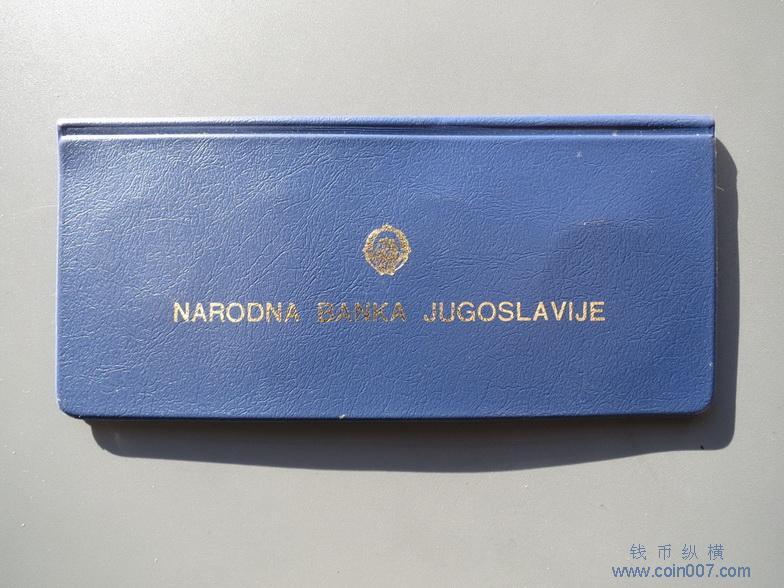 NARODNA BANKA JUGOSLAVIJE
钱币纵横
www.coin007.com